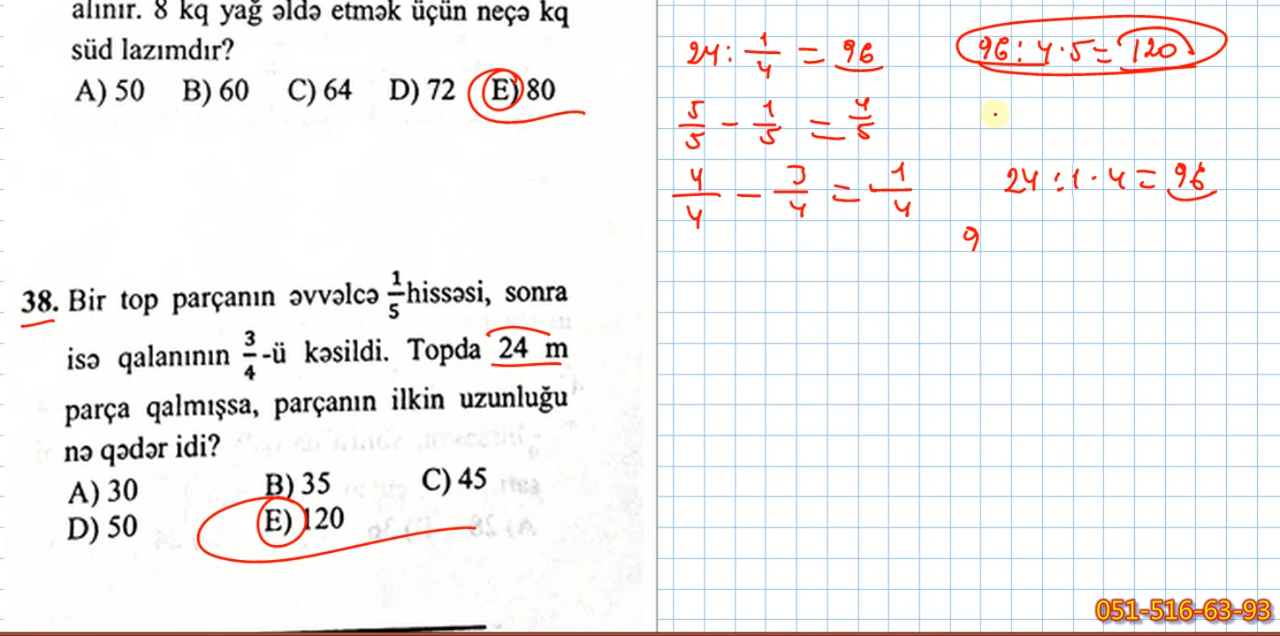 alınır. 8 kq yağ əldə etmək üçün neçə kq
süd lazımdır?
A) 50 B) 60 C) 64 D) 72 E) 80
38. Bir top parçanın əvvəlcə 1/5 hissəsi, sonra
isə qalanının 3/4-ü kəsildi. Topda 24 m
parça qalmışsa, parçanın ilkin uzunluğu
nə qədər idi?
A) 30 B) 35 C) 45
D) 50 E) 120
24 : 1/4 = 96
96 : 4 · 5 = 120
5/5 - 1/5 = 4/5
4/4 - 3/4 = 1/4
24 : 1 · 4 = 96
9
051-516-63-93